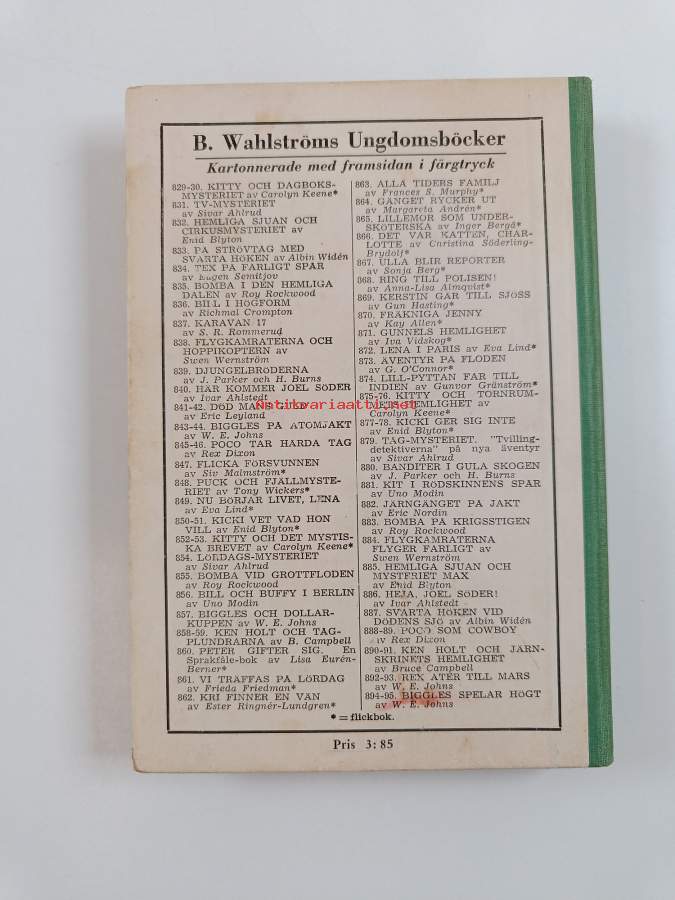 B. Wahlströms Ungdomsböcker
Kartonnerade med framsidan i färgtryck
829-30. KITTY OCH DAGBOKS-
MYSTERIET av Carolyn Keene*
831. TV-MYSTERIET
av Sivar Ahlrud
832. HEMLIGA SJUAN OCH
CIRKUSMYSTERIET av
Enid Blyton
833. PÅ STRÖVTÅG MED
SVARTA HÖKEN av Albin Widén
834. TEX PÅ FARLIGT SPÅR
av Eugen Semitjov
835. BOMBA I DEN HEMLIGA
DALEN av Roy Rockwood
836. BILL I HÖGFORM
av Richmal Crompton
837. KARAVAN 17
av S. R. Rommerud
838. FLYGKAMRATERNA OCH
HOPPIKOPTERN av
Swen Wernström
839. DJUNGELBRÖDERNA
av J. Parker och H. Burns
840. HÄR KOMMER JOEL SÖDER
av Ivar Ahlstedt
841-42. DÖD MANS GULD
av Eric Leyland
843-44. BIGGLES PÅ ATOMJAKT
av W. E. Johns
845-46. POCO TAR HÅRDA TAG
av Rex Dixon
847. FLICKA FÖRSVUNNEN
av Siv Malmström*
848. PUCK OCH FJÄLLMYSTE-
RIET av Tony Wickers*
849. NU BÖRJAR LIVET, LENA
av Eva Lind*
850-51. KICKI VET VAD HON
VILL av Enid Blyton*
852-53. KITTY OCH DET MYSTIS-
KA BREVET av Carolyn Keene*
854. LÖRDAGS-MYSTERIET
av Sivar Ahlrud
855. BOMBA VID GROTTFLODEN
av Roy Rockwood
856. BILL OCH BUFFY I BERLIN
av Uno Modin
857. BIGGLES OCH DOLLAR-
KUPPEN av W. E. Johns
858-59. KEN HOLT OCH TÅG-
PLUNDRARNA av B. Campbell
860. PETER GIFTER SIG. En
Språkfåle-bok av Lisa Eurén-
Berner*
861. VI TRÄFFAS PÅ LÖRDAG
av Frieda Friedman*
862. KRI FINNER EN VÄN
av Ester Ringnér-Lundgren*
863. ALLA TIDERS FAMILJ
av Frances S. Murphy*
864. GÄNGET RYCKER UT
av Margareta Andrén*
865. LILLEMOR SOM UNDER-
SKÖTERSKA av Inger Bergå*
866. DET VAR KATTEN, CHAR-
LOTTE av Christina Söderling-
Brydolf*
867. ULLA BLIR REPORTER
av Sonja Berg*
868. RING TILL POLISEN!
av Anna-Lisa Almqvist*
869. KERSTIN GÅR TILL SJÖSS
av Gun Hasting*
870. FRÄKNIGA JENNY
av Kay Allen*
871. GUNNELS HEMLIGHET
av Iva Vidskog*
872. LENA I PARIS av Eva Lind*
873. ÄVENTYR PÅ FLODEN
av G. O'Connor*
874. LILL-PYTTAN FAR TILL
INDIEN av Gunvor Gränström*
875-76. KITTY OCH TORNRUM-
METS HEMLIGHET av
Carolyn Keene*
877-78. KICKI GER SIG INTE
av Enid Blyton*
879. TÅG-MYSTERIET. "Tvilling-
detektiverna" på nya äventyr
av Sivar Ahlrud
880. BANDITER I GULA SKOGEN
av J. Parker och H. Burns
881. KIT I RÖDSKINNENS SPÅR
av Uno Modin
882. JÄRNGÄNGET PÅ JAKT
av Eric Nordin
883. BOMBA PÅ KRIGSSTIGEN
av Roy Rockwood
884. FLYGKAMRATERNA
FLYGER FARLIGT av
Swen Wernström
885. HEMLIGA SJUAN OCH
MYSTERIET MAX
av Enid Blyton
886. HEJA, JOEL SÖDER!
av Ivar Ahlstedt
887. SVARTA HÖKEN VID
DÖDENS SJÖ av Albin Widén
888-89. POCO SOM COWBOY
av Rex Dixon
890-91. KEN HOLT OCH JÄRN-
SKRINETS HEMLIGHET av
Bruce Campbell
892-93. REX ÅTER TILL MARS
av W. E. Johns
894-95. BIGGLES SPELAR HÖGT
av W. E. Johns
* = flickbok.
Pris 3:85
antikvariaatti.net